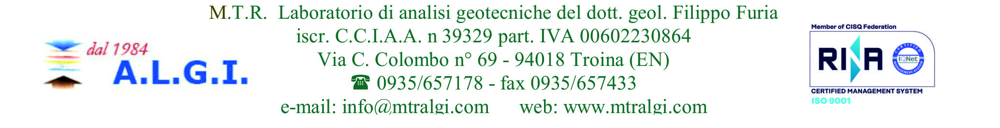 M.T.R. Laboratorio di analisi geotecniche del dott. geol. Filippo Furia
iscr. C.C.I.A.A. n 39329 part. IVA 00602230864
Via C. Colombo n° 69 - 94018 Troina (EN)
☎ 0935/657178 - fax 0935/657433
e-mail: info@mtralgi.com web: www.mtralgi.com
dal 1984
A.L.G.I.
Member of CISQ Federation
RINA
CERTIFIED
IQNet
MANAGEMENT SYSTEM
CERTIFIED MANAGEMENT SYSTEM
ISO 9001